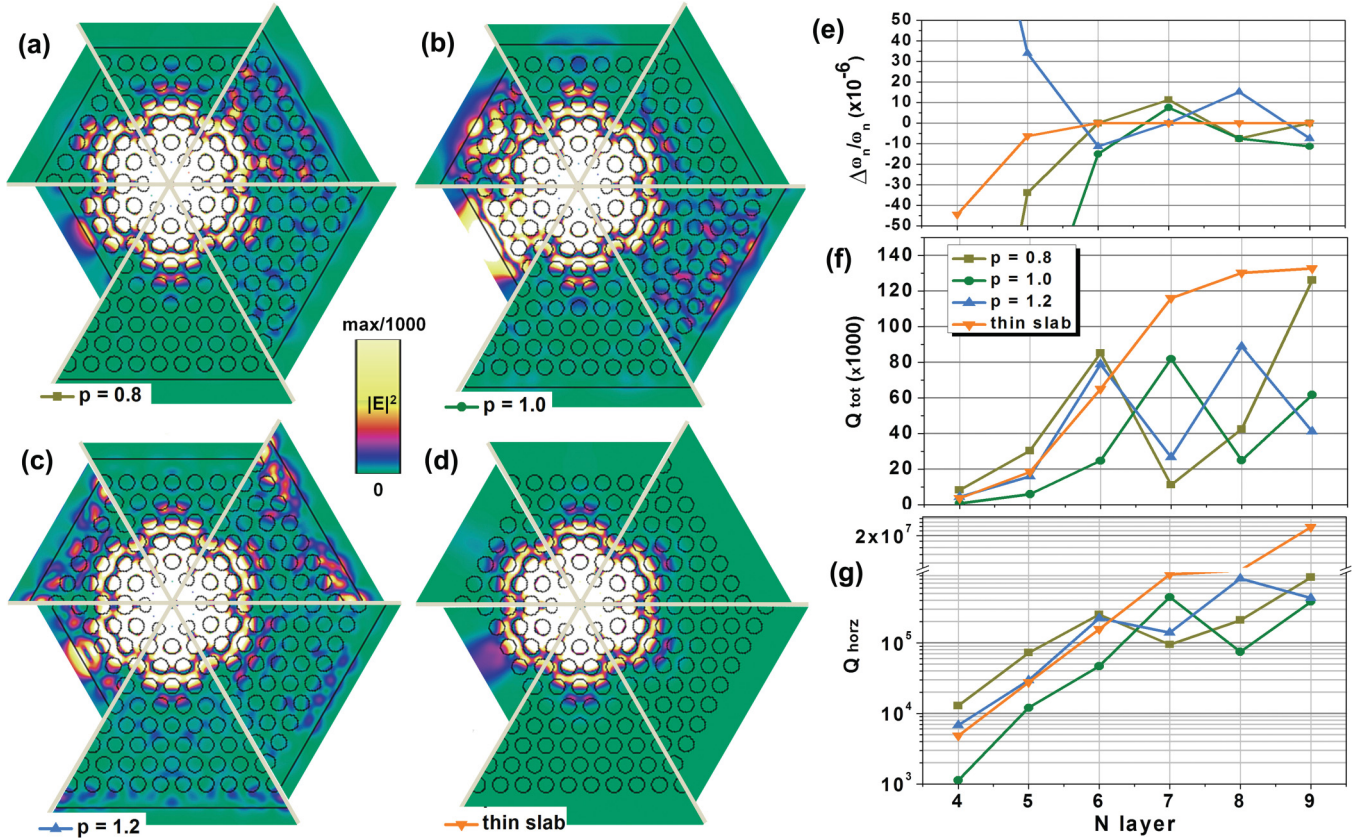 (a)
p = 0.8
(b)
p = 1.0
max/1000
|E|²
0
(c)
p = 1.2
(d)
thin slab
(e)
Δωₙ/ωₙ (x10⁻⁶)
50
40
30
20
10
0
-10
-20
-30
-40
-50
(f)
Q tot (x1000)
140
120
100
80
60
40
20
0
p = 0.8
p = 1.0
p = 1.2
thin slab
(g)
Q horz
2x10⁷
10⁵
10⁴
10³
4 5 6 7 8 9
N layer